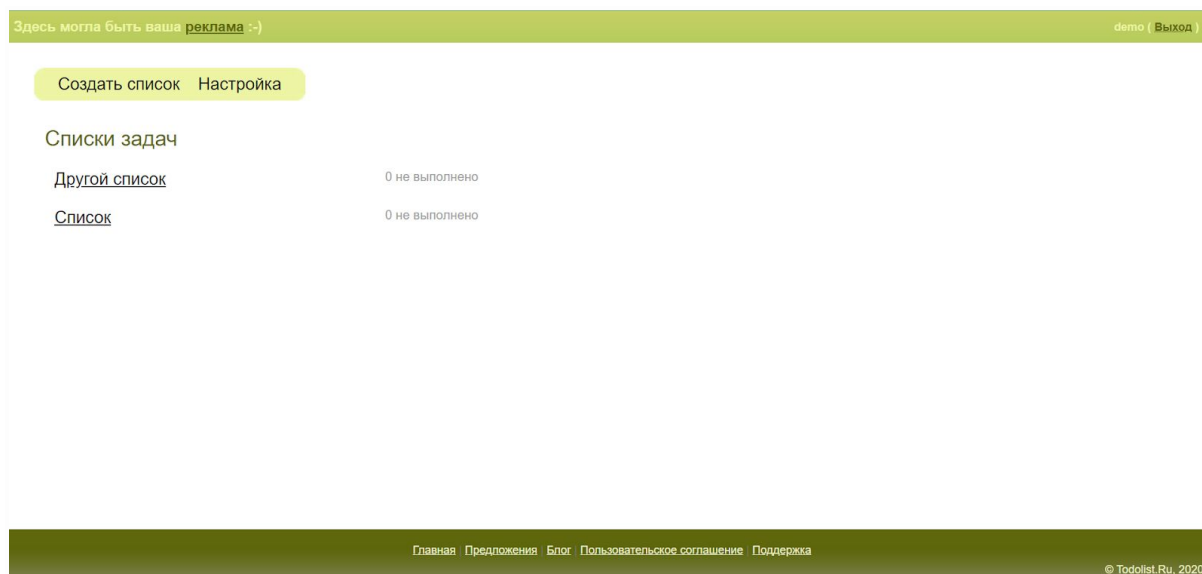 Здесь могла быть ваша реклама :-) demo ( Выход )
Создать список Настройка
Списки задач
Другой список 0 не выполнено
Список 0 не выполнено
Главная | Предложения | Блог | Пользовательское соглашение | Поддержка
© Todolist.Ru, 2020